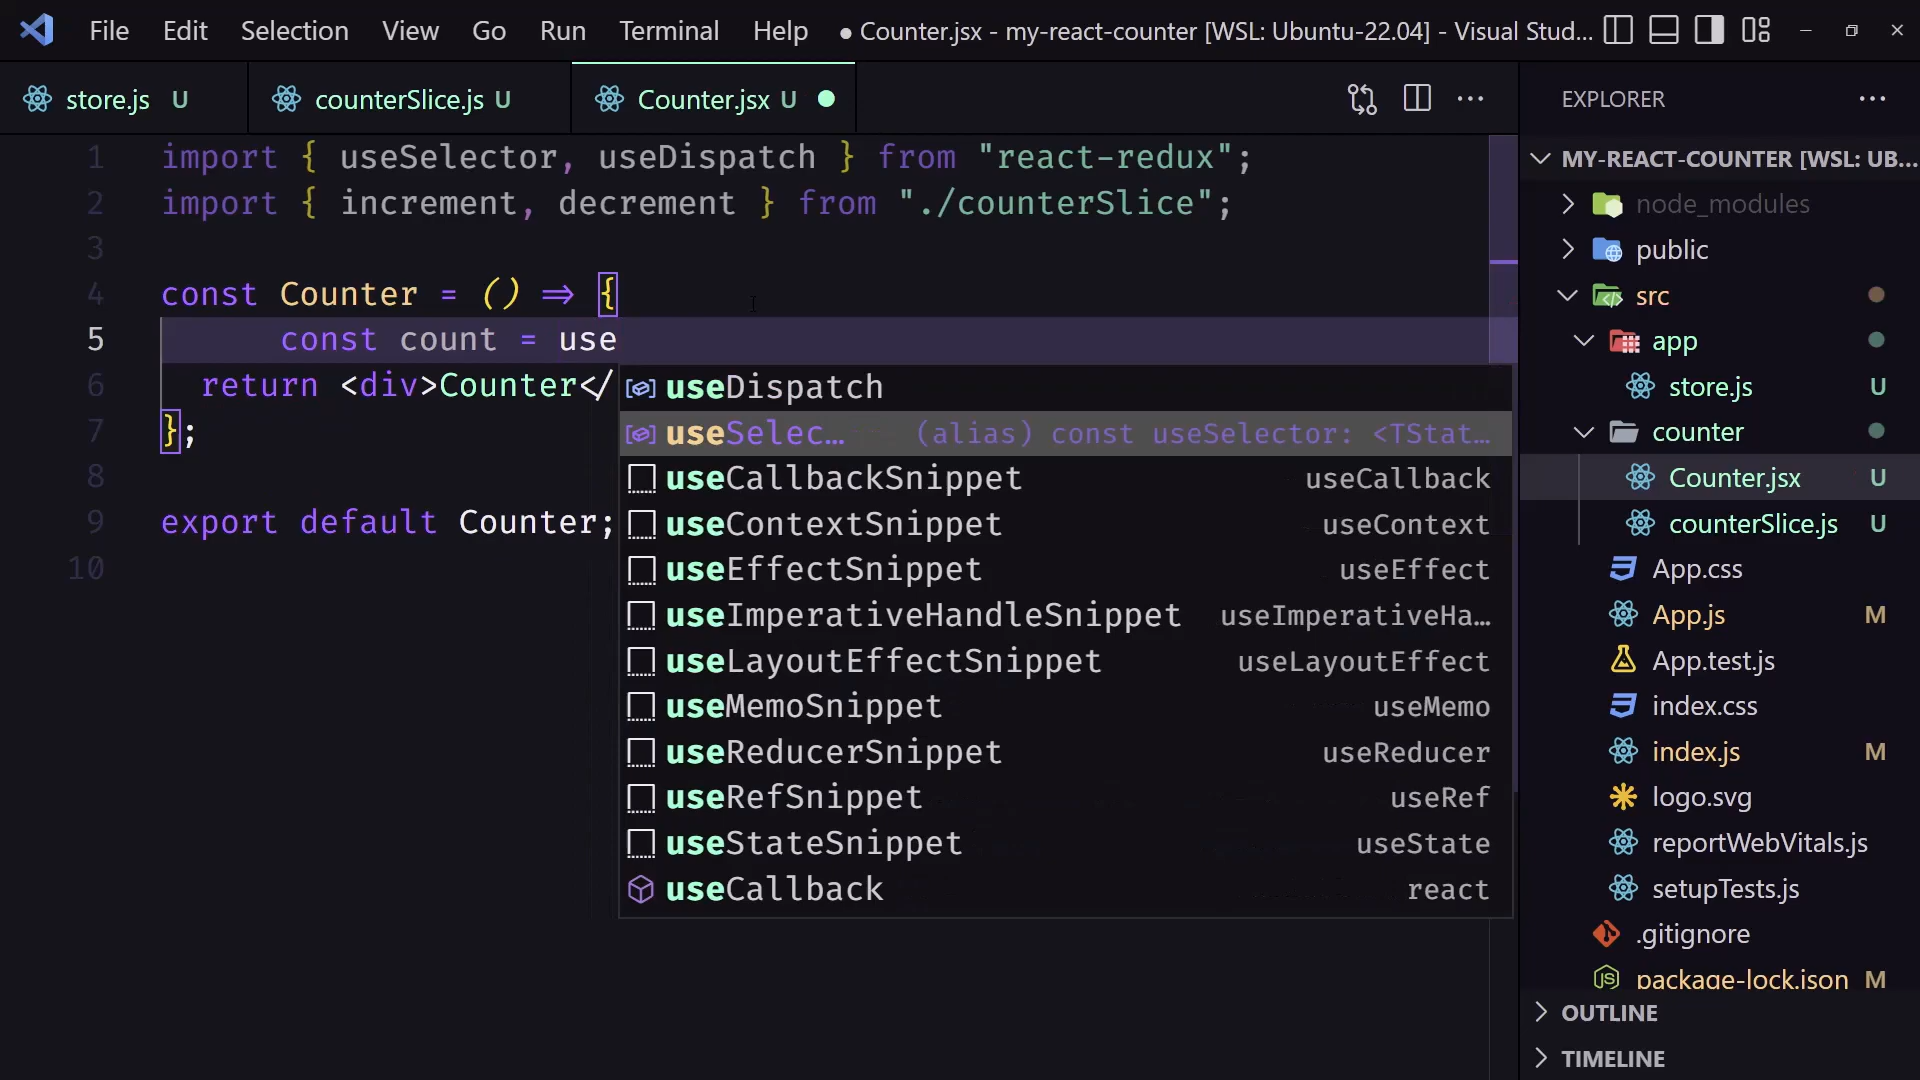 File Edit Selection View Go Run Terminal Help ● Counter.jsx - my-react-counter [WSL: Ubuntu-22.04] - Visual Stud...
store.js U counterSlice.js U Counter.jsx U
1 import { useSelector, useDispatch } from "react-redux";
2 import { increment, decrement } from "./counterSlice";
3
4 const Counter = () => {
5 const count = use
6 return <div>Counter</
7 };
8
9 export default Counter;
10
useDispatch
useSelec... (alias) const useSelector: <TStat...
useCallbackSnippet useCallback
useContextSnippet useContext
useEffectSnippet useEffect
useImperativeHandleSnippet useImperativeHa...
useLayoutEffectSnippet useLayoutEffect
useMemoSnippet useMemo
useReducerSnippet useReducer
useRefSnippet useRef
useStateSnippet useState
useCallback react
EXPLORER
MY-REACT-COUNTER [WSL: UB...
node_modules
public
src
app
store.js U
counter
Counter.jsx U
counterSlice.js U
App.css
App.js M
App.test.js
index.css
index.js M
logo.svg
reportWebVitals.js
setupTests.js
.gitignore
package-lock.json M
OUTLINE
TIMELINE